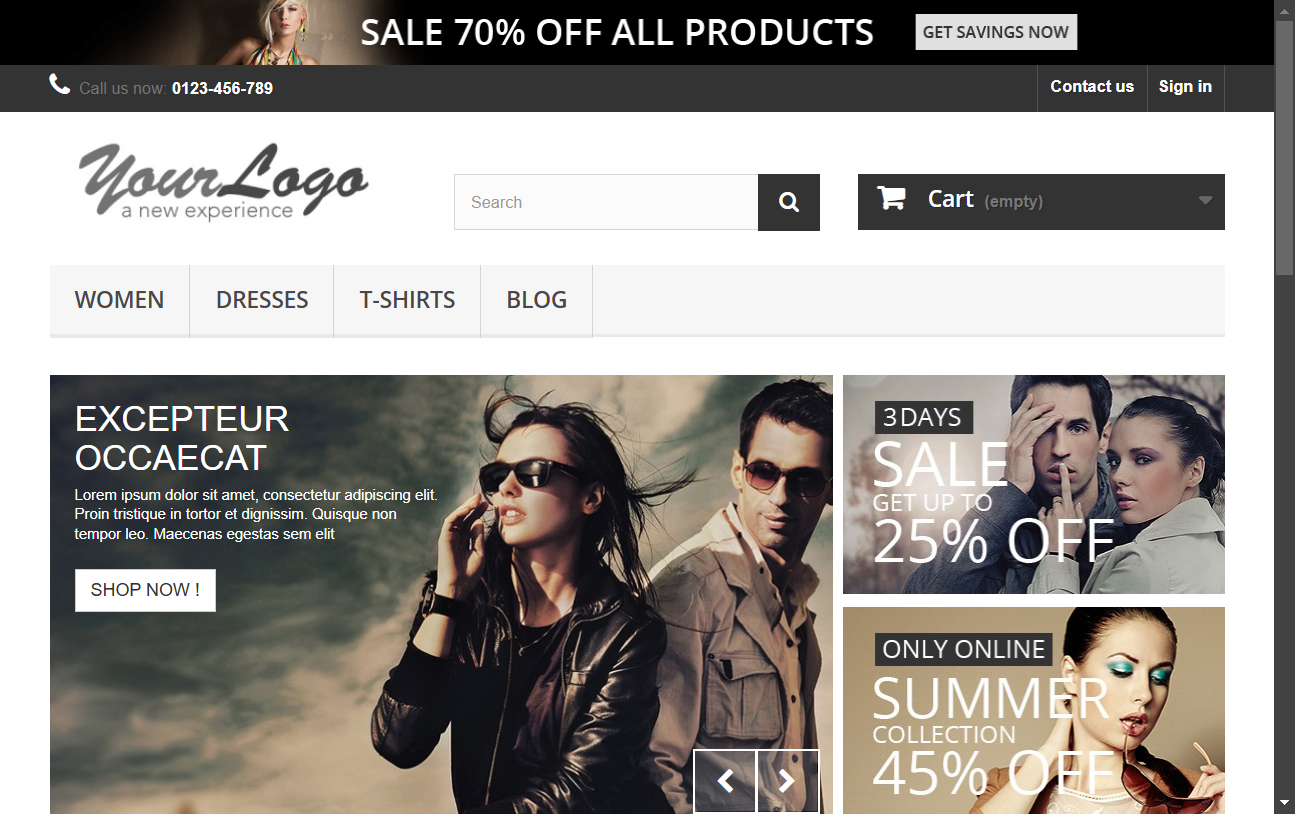 SALE 70% OFF ALL PRODUCTS
GET SAVINGS NOW
Call us now: 0123-456-789
Contact us
Sign in
YourLogo
a new experience
Search
Cart (empty)
WOMEN
DRESSES
T-SHIRTS
BLOG
EXCEPTEUR
OCCAECAT
Lorem ipsum dolor sit amet, consectetur adipiscing elit.
Proin tristique in tortor et dignissim. Quisque non
tempor leo. Maecenas egestas sem elit
SHOP NOW !
3 DAYS
SALE
GET UP TO
25% OFF
ONLY ONLINE
SUMMER
COLLECTION
45% OFF